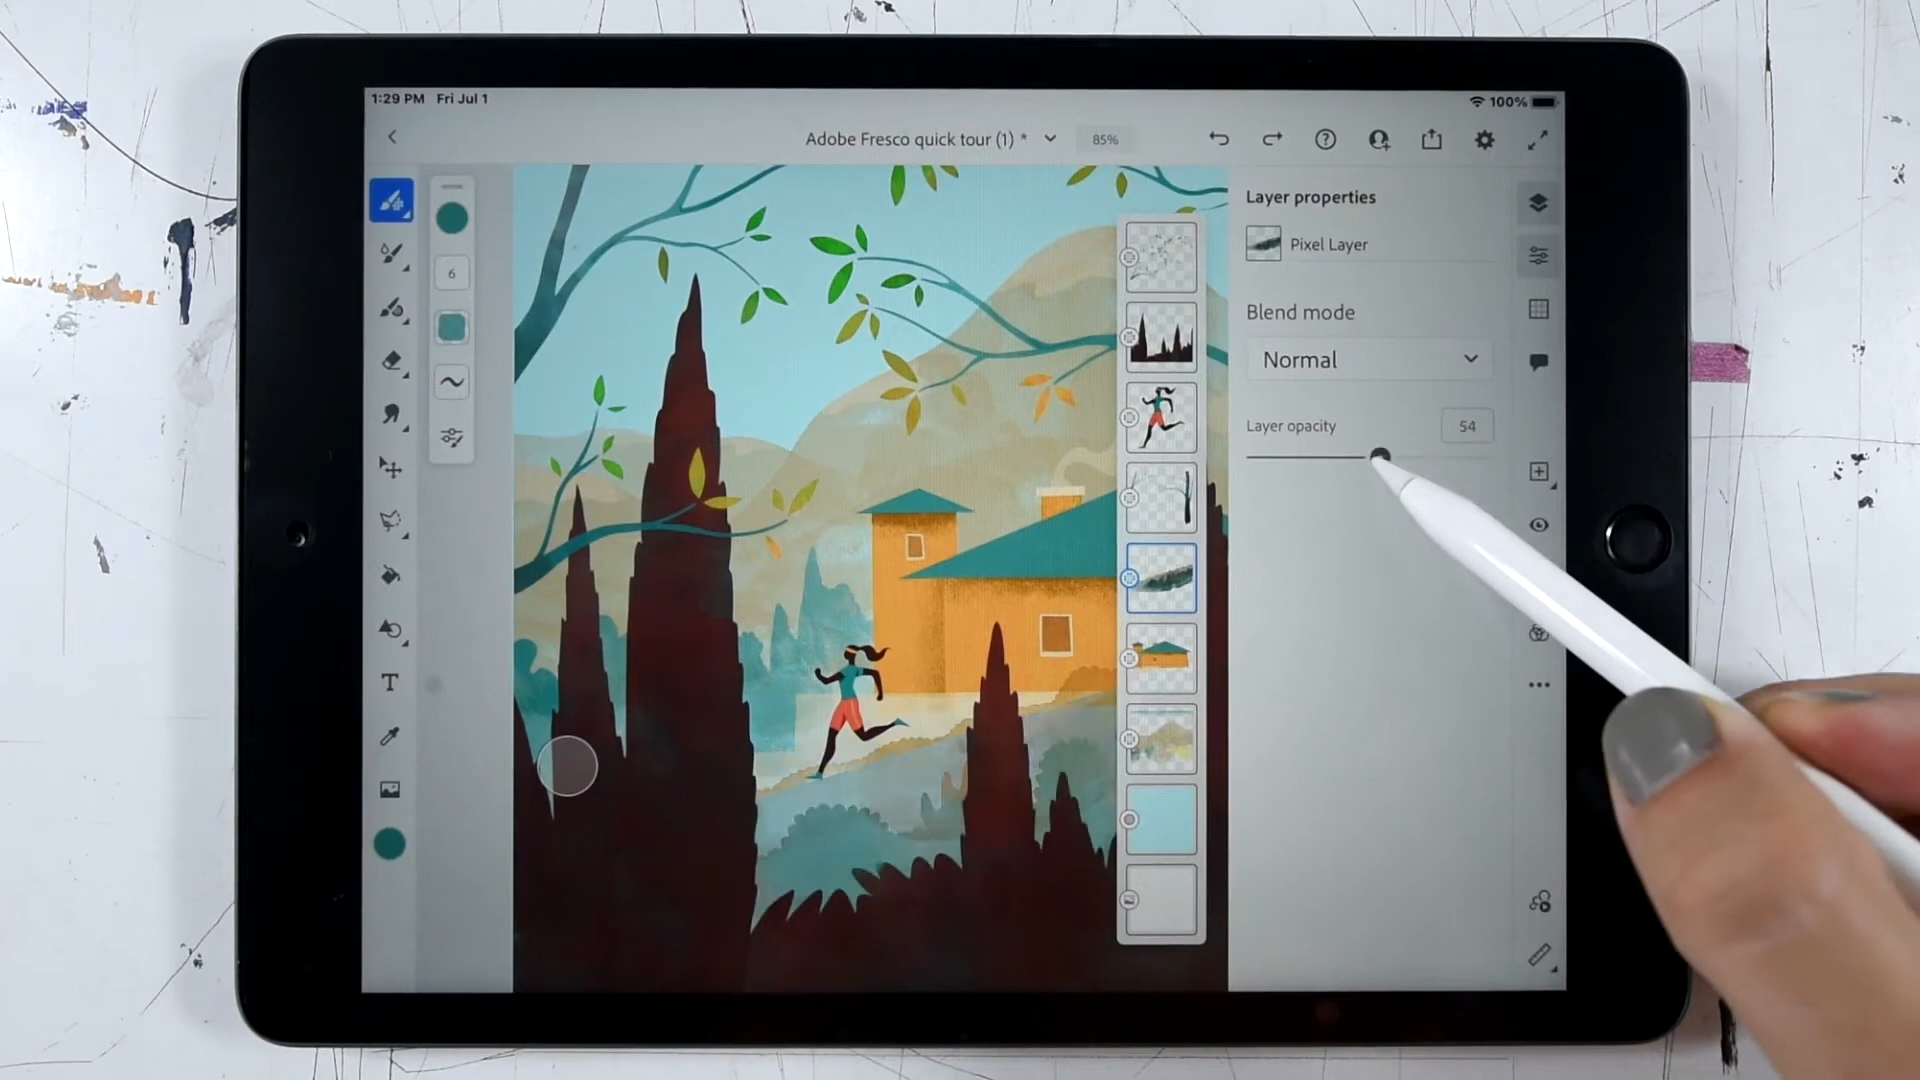 1:29 PM Fri Jul 1
100%
Adobe Fresco quick tour (1) *
85%
Layer properties
6
Pixel Layer
Blend mode
Normal
Layer opacity
54
T